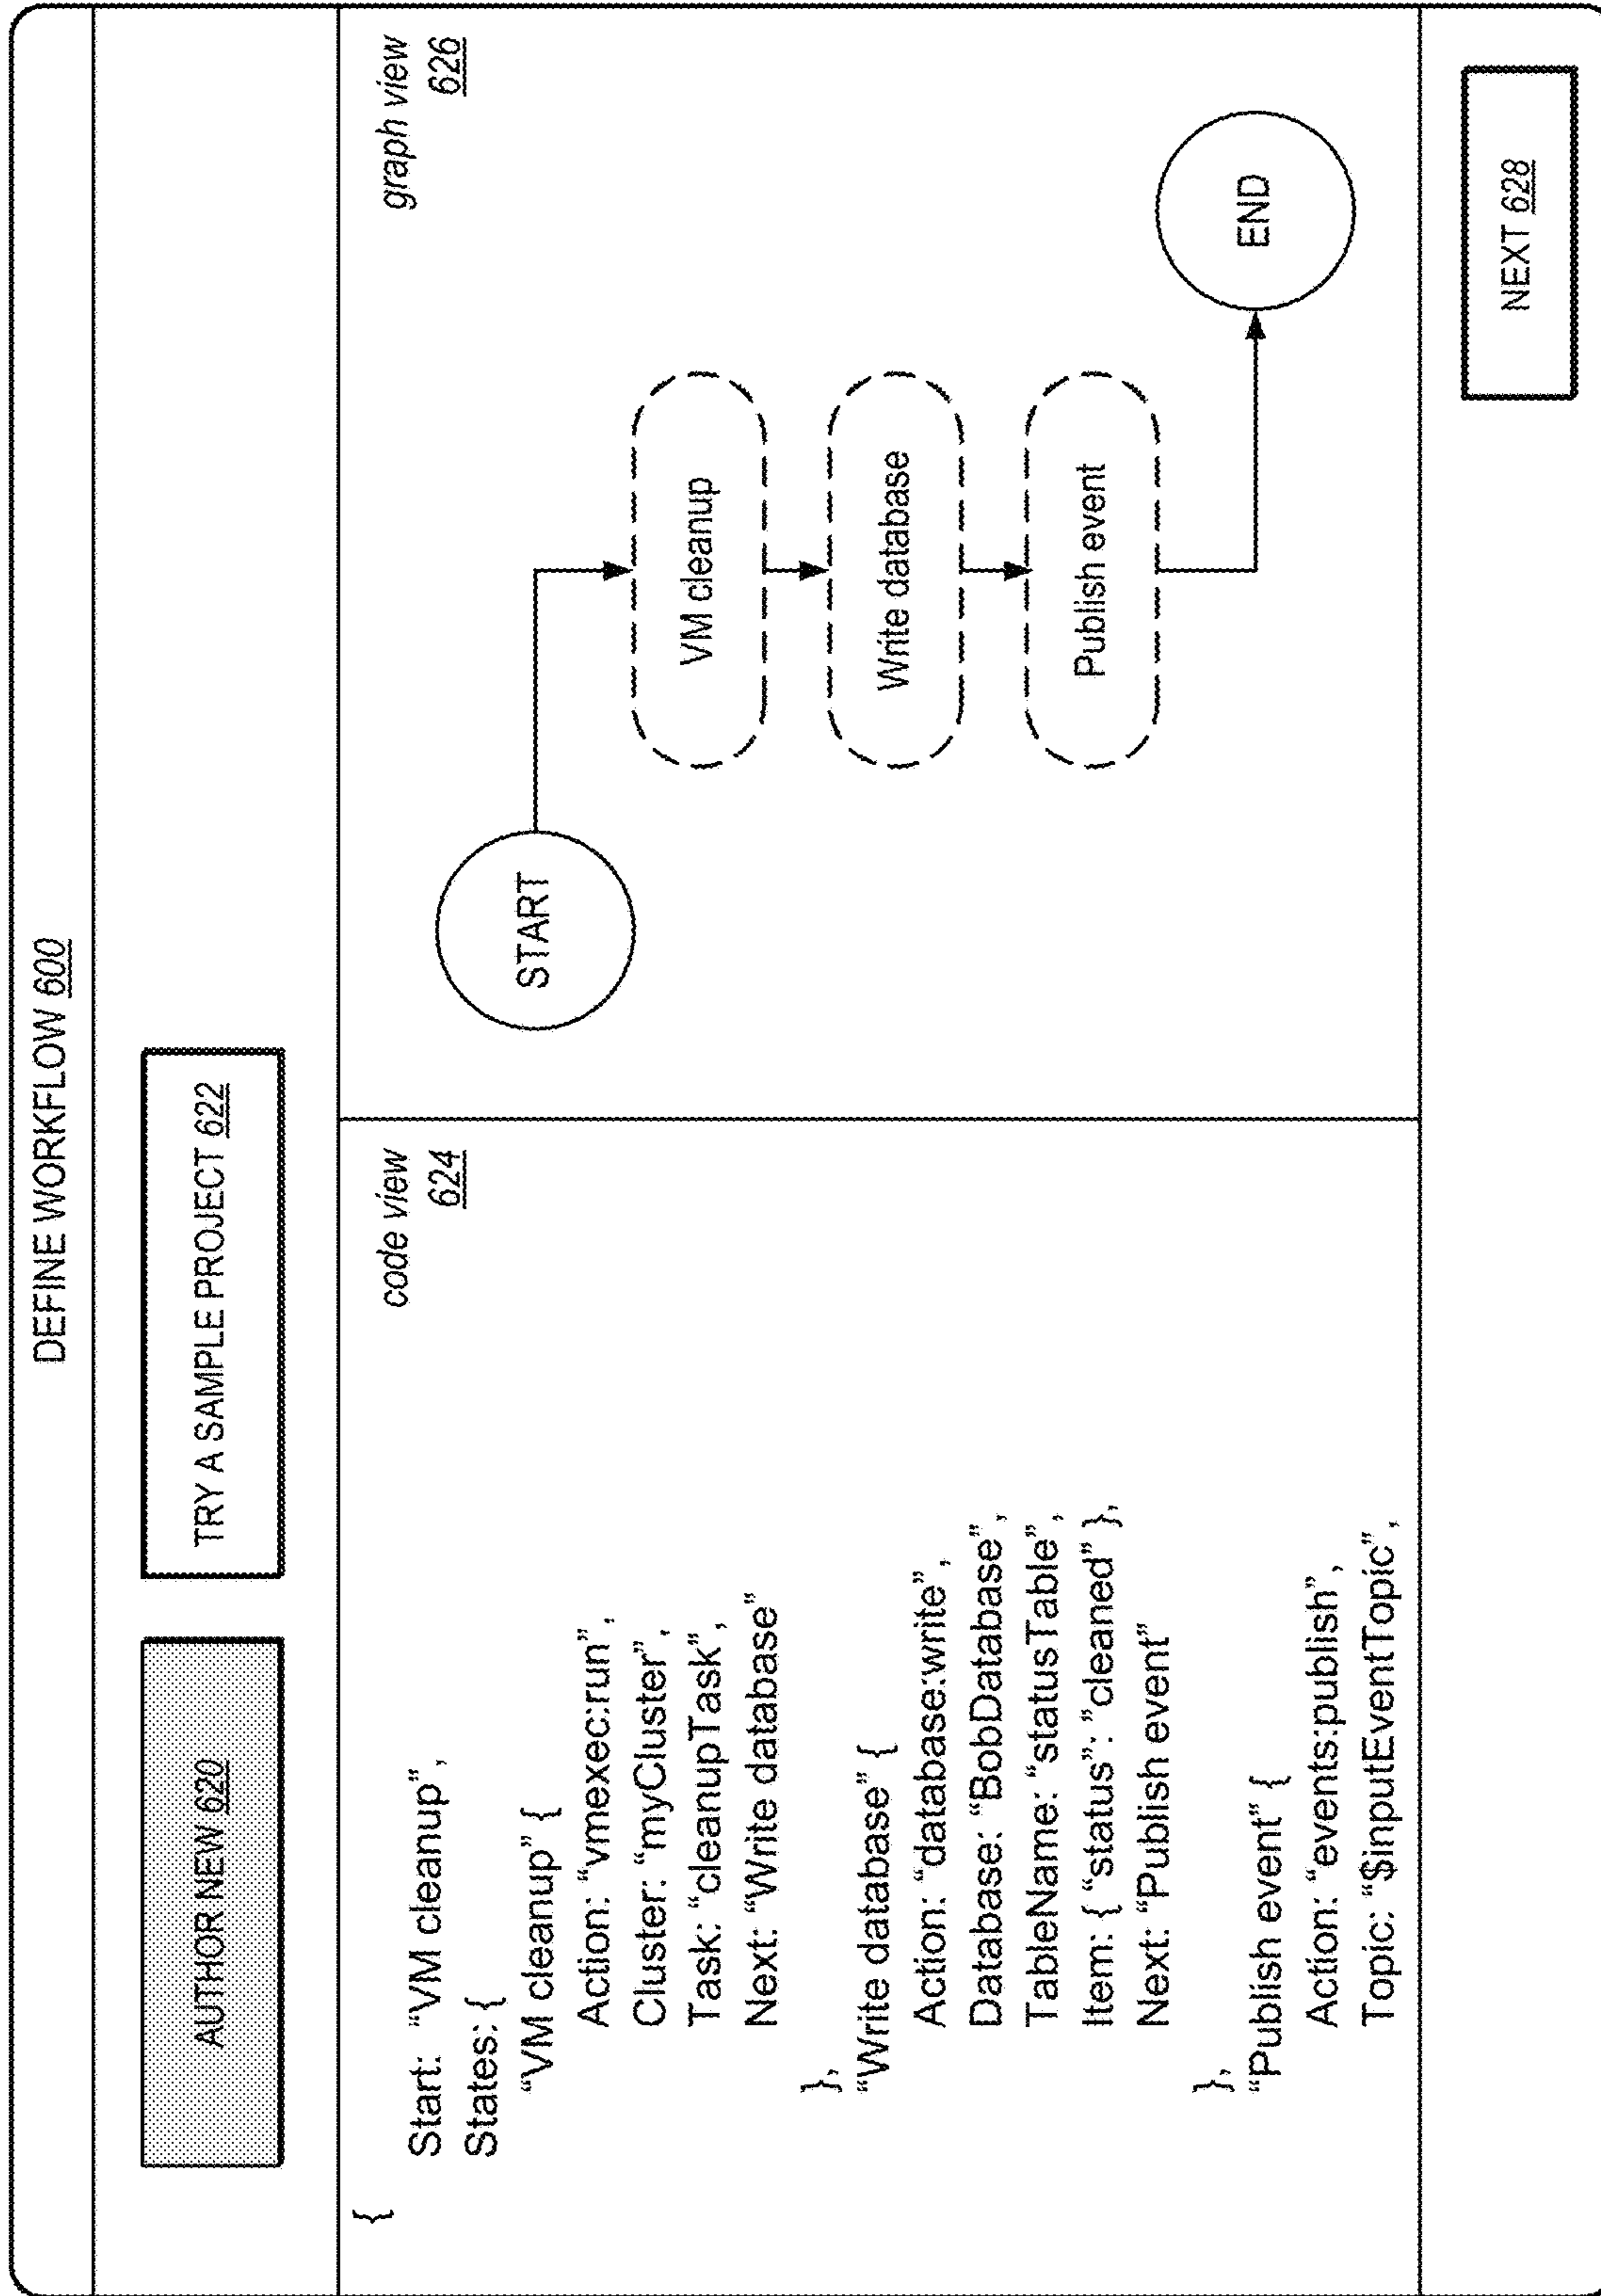 DEFINE WORKFLOW 600
AUTHOR NEW 620
TRY A SAMPLE PROJECT 622
code view
624
{
Start: “VM cleanup”,
States: {
“VM cleanup” {
Action: “vmexec:run”,
Cluster: “myCluster”,
Task: “cleanupTask”,
Next: “Write database”
},
“Write database” {
Action: “database:write”,
Database: “BobDatabase”,
TableName: “statusTable”,
Item: { “status”: “cleaned” },
Next: “Publish event”
},
“Publish event” {
Action: “events:publish”,
Topic: “$inputEventTopic”,
graph view
626
START
VM cleanup
Write database
Publish event
END
NEXT 628